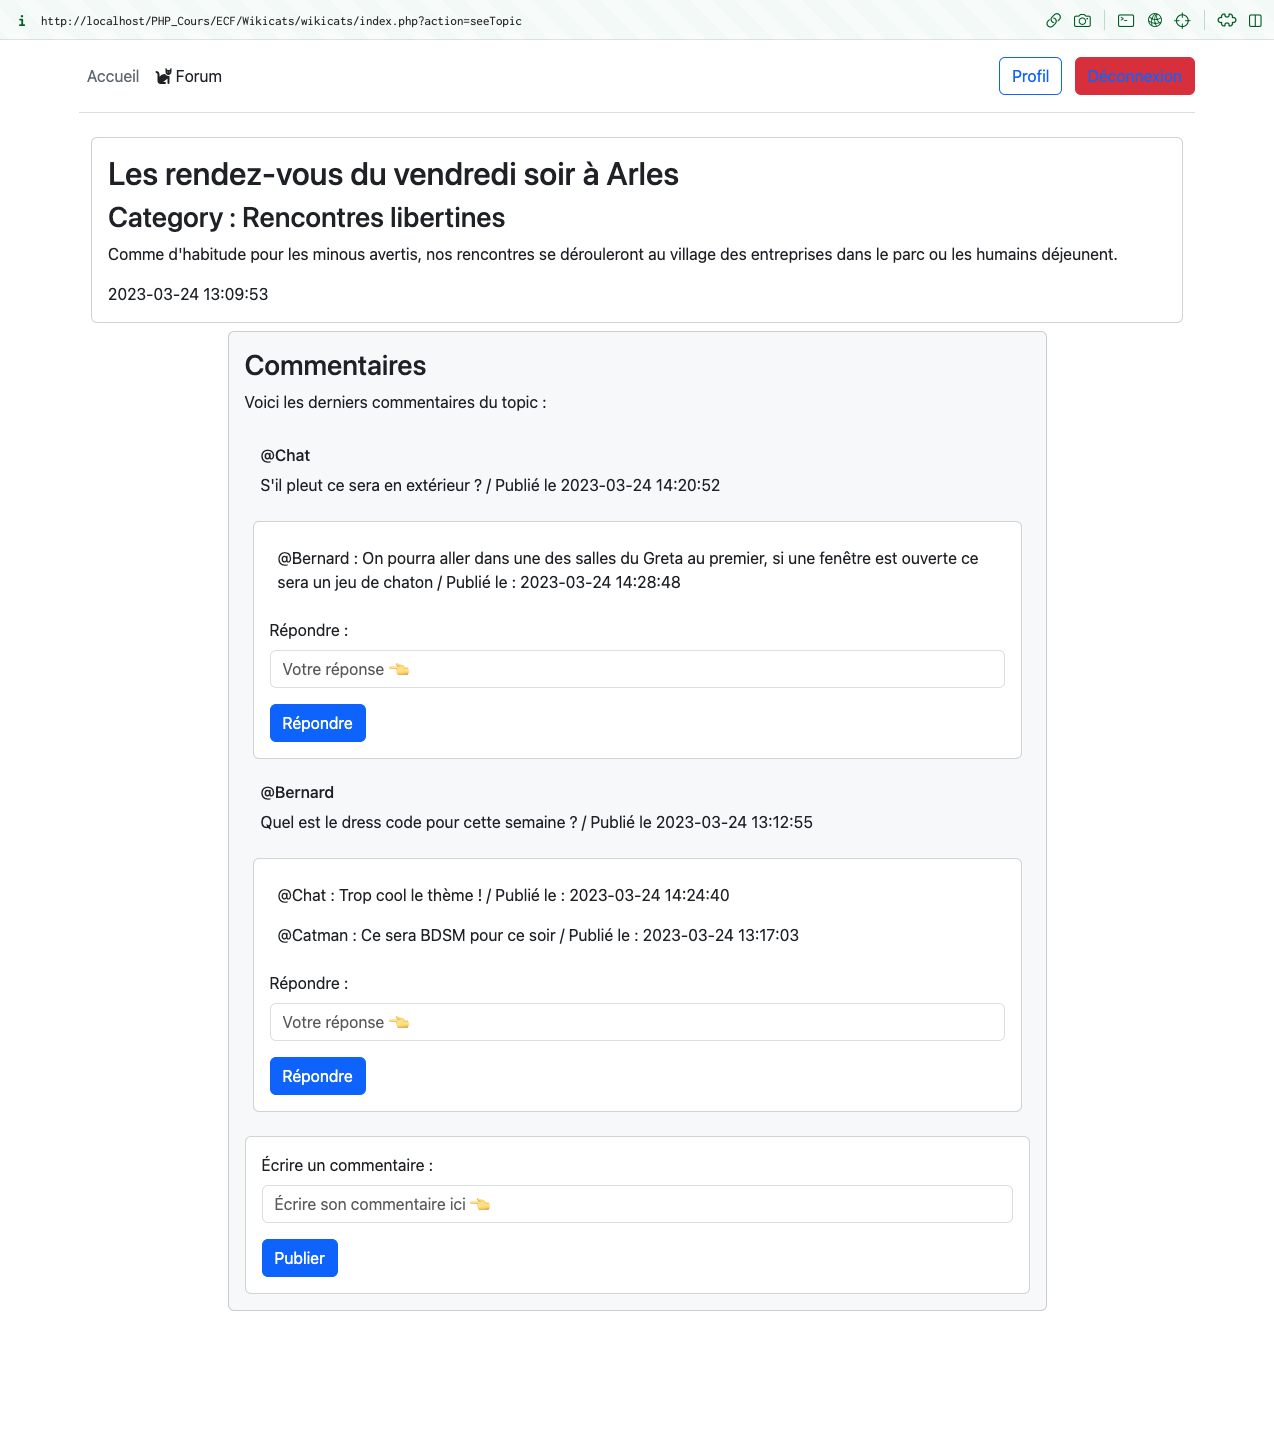 http://localhost/PHP_Cours/ECF/Wikicats/wikicats/index.php?action=seeTopic
Accueil Forum Profil Déconnexion
Les rendez-vous du vendredi soir à Arles
Category : Rencontres libertines
Comme d'habitude pour les minous avertis, nos rencontres se dérouleront au village des entreprises dans le parc ou les humains déjeunent.
2023-03-24 13:09:53
Commentaires
Voici les derniers commentaires du topic :
@Chat
S'il pleut ce sera en extérieur ? / Publié le 2023-03-24 14:20:52
@Bernard : On pourra aller dans une des salles du Greta au premier, si une fenêtre est ouverte ce
sera un jeu de chaton / Publié le : 2023-03-24 14:28:48
Répondre :
Votre réponse 👈
Répondre
@Bernard
Quel est le dress code pour cette semaine ? / Publié le 2023-03-24 13:12:55
@Chat : Trop cool le thème ! / Publié le : 2023-03-24 14:24:40
@Catman : Ce sera BDSM pour ce soir / Publié le : 2023-03-24 13:17:03
Répondre :
Votre réponse 👈
Répondre
Écrire un commentaire :
Écrire son commentaire ici 👈
Publier